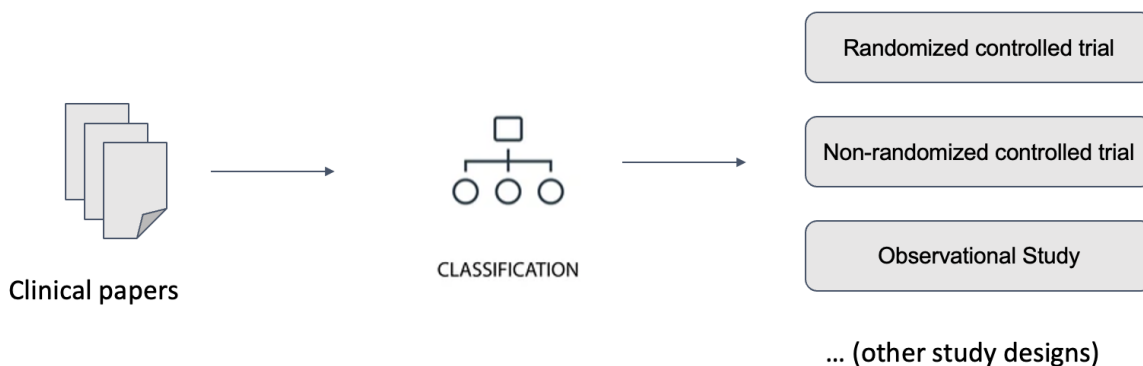 Randomized controlled trial
Non-randomized controlled trial
Observational Study
CLASSIFICATION
Clinical papers
... (other study designs)